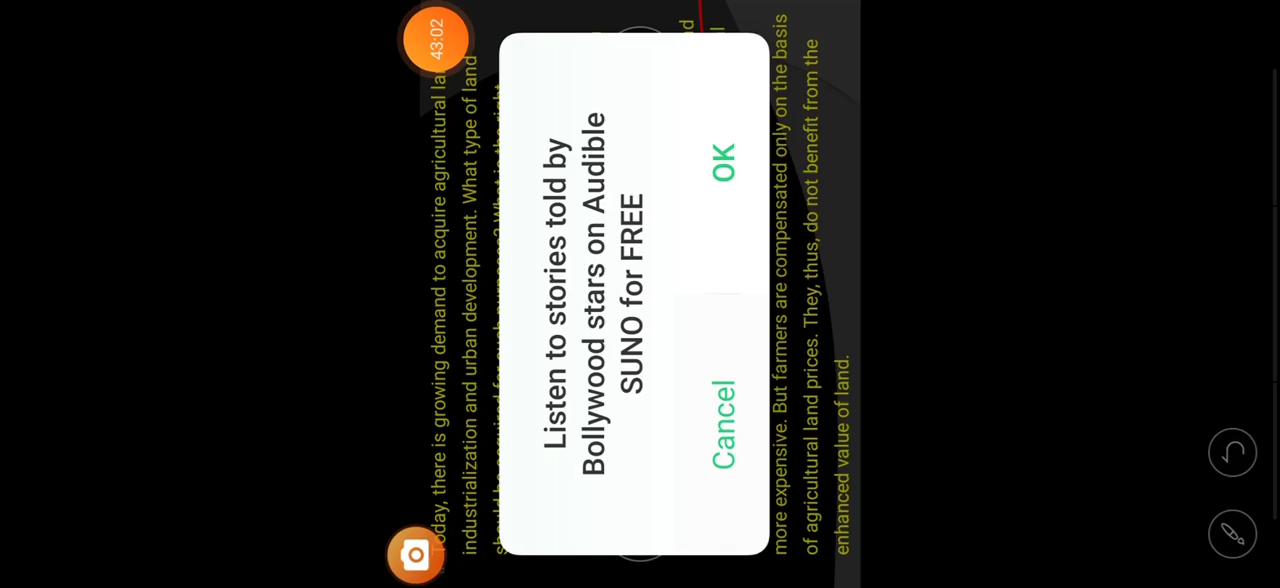 43:02
Today, there is growing demand to acquire agricultural
industrialization and urban development. What type of land
Listen to stories told by
Bollywood stars on Audible
SUNO for FREE
Cancel
OK
more expensive. But farmers are compensated only on the basis
of agricultural land prices. They, thus, do not benefit from the
enhanced value of land.